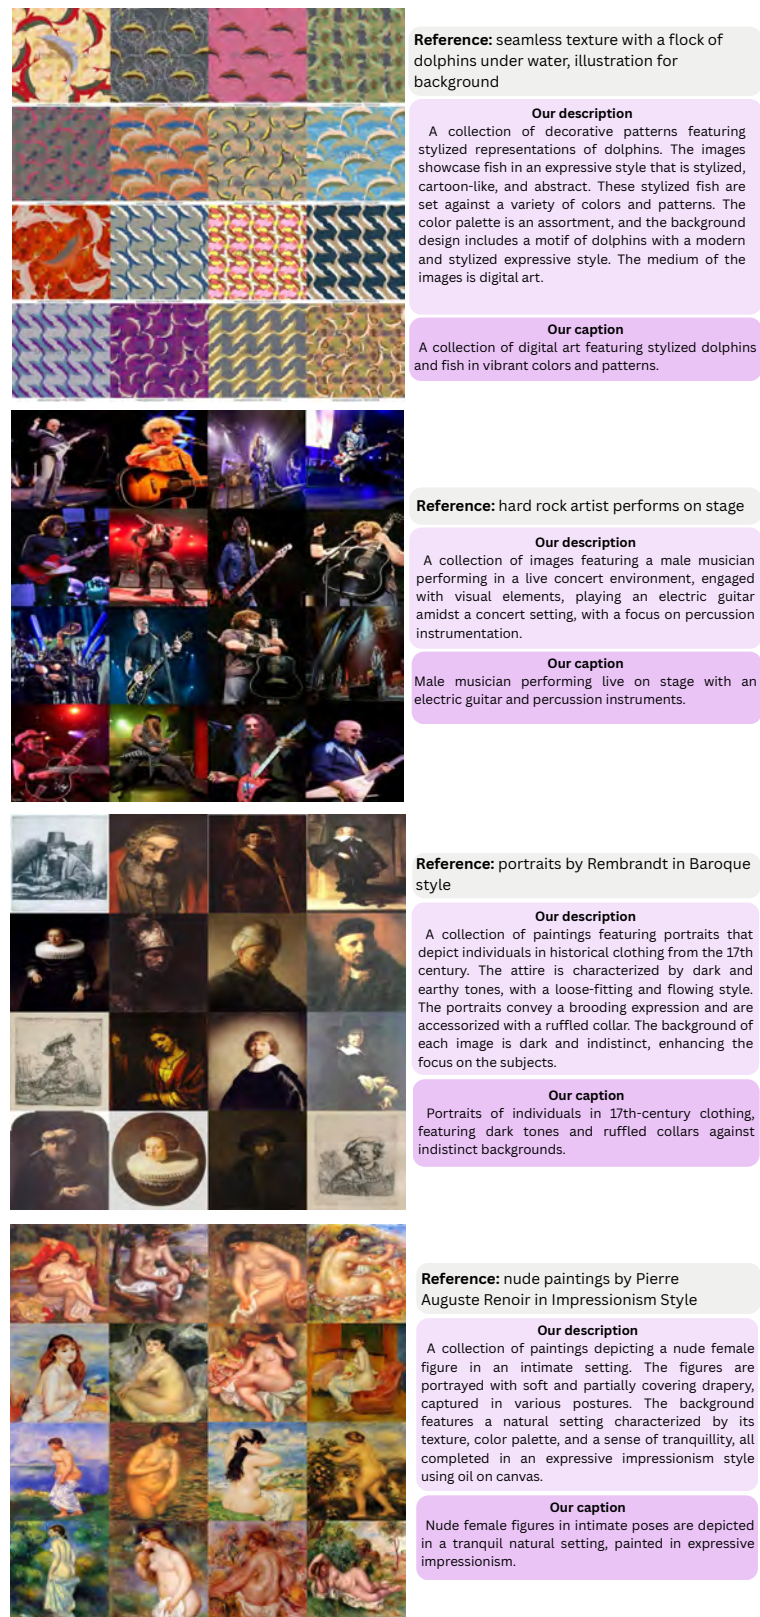 Reference: seamless texture with a flock of
dolphins under water, illustration for
background
Our description
A collection of decorative patterns featuring
stylized representations of dolphins. The images
showcase fish in an expressive style that is stylized,
cartoon-like, and abstract. These stylized fish are
set against a variety of colors and patterns. The
color palette is an assortment, and the background
design includes a motif of dolphins with a modern
and stylized expressive style. The medium of the
images is digital art.
Our caption
A collection of digital art featuring stylized dolphins
and fish in vibrant colors and patterns.
Reference: hard rock artist performs on stage
Our description
A collection of images featuring a male musician
performing in a live concert environment, engaged
with visual elements, playing an electric guitar
amidst a concert setting, with a focus on percussion
instrumentation.
Our caption
Male musician performing live on stage with an
electric guitar and percussion instruments.
Reference: portraits by Rembrandt in Baroque
style
Our description
A collection of paintings featuring portraits that
depict individuals in historical clothing from the 17th
century. The attire is characterized by dark and
earthy tones, with a loose-fitting and flowing style.
The portraits convey a brooding expression and are
accessorized with a ruffled collar. The background of
each image is dark and indistinct, enhancing the
focus on the subjects.
Our caption
Portraits of individuals in 17th-century clothing,
featuring dark tones and ruffled collars against
indistinct backgrounds.
Reference: nude paintings by Pierre
Auguste Renoir in Impressionism Style
Our description
A collection of paintings depicting a nude female
figure in an intimate setting. The figures are
portrayed with soft and partially covering drapery,
captured in various postures. The background
features a natural setting characterized by its
texture, color palette, and a sense of tranquillity, all
completed in an expressive impressionism style
using oil on canvas.
Our caption
Nude female figures in intimate poses are depicted
in a tranquil natural setting, painted in expressive
impressionism.